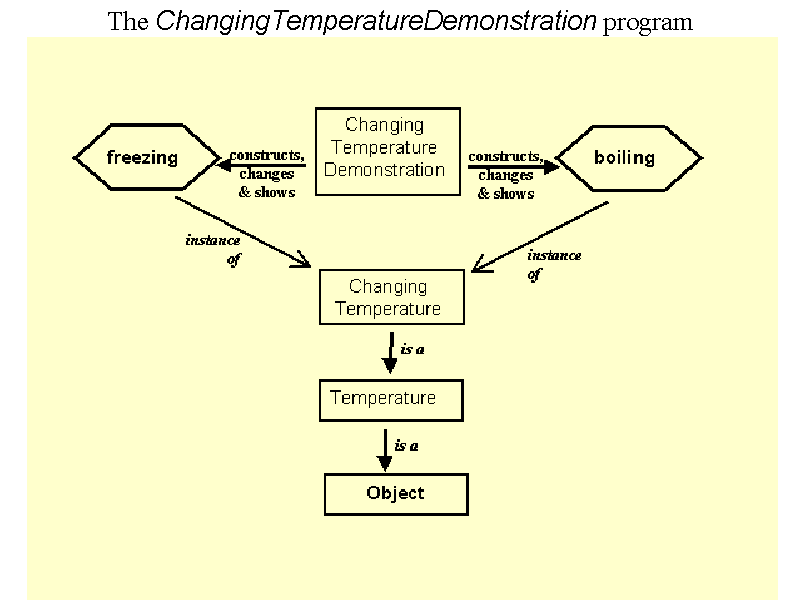 The ChangingTemperatureDemonstration program
freezing
constructs,
changes
& shows
Changing
Temperature
Demonstration
constructs,
changes
& shows
boiling
instance
of
instance
of
Changing
Temperature
is a
Temperature
is a
Object